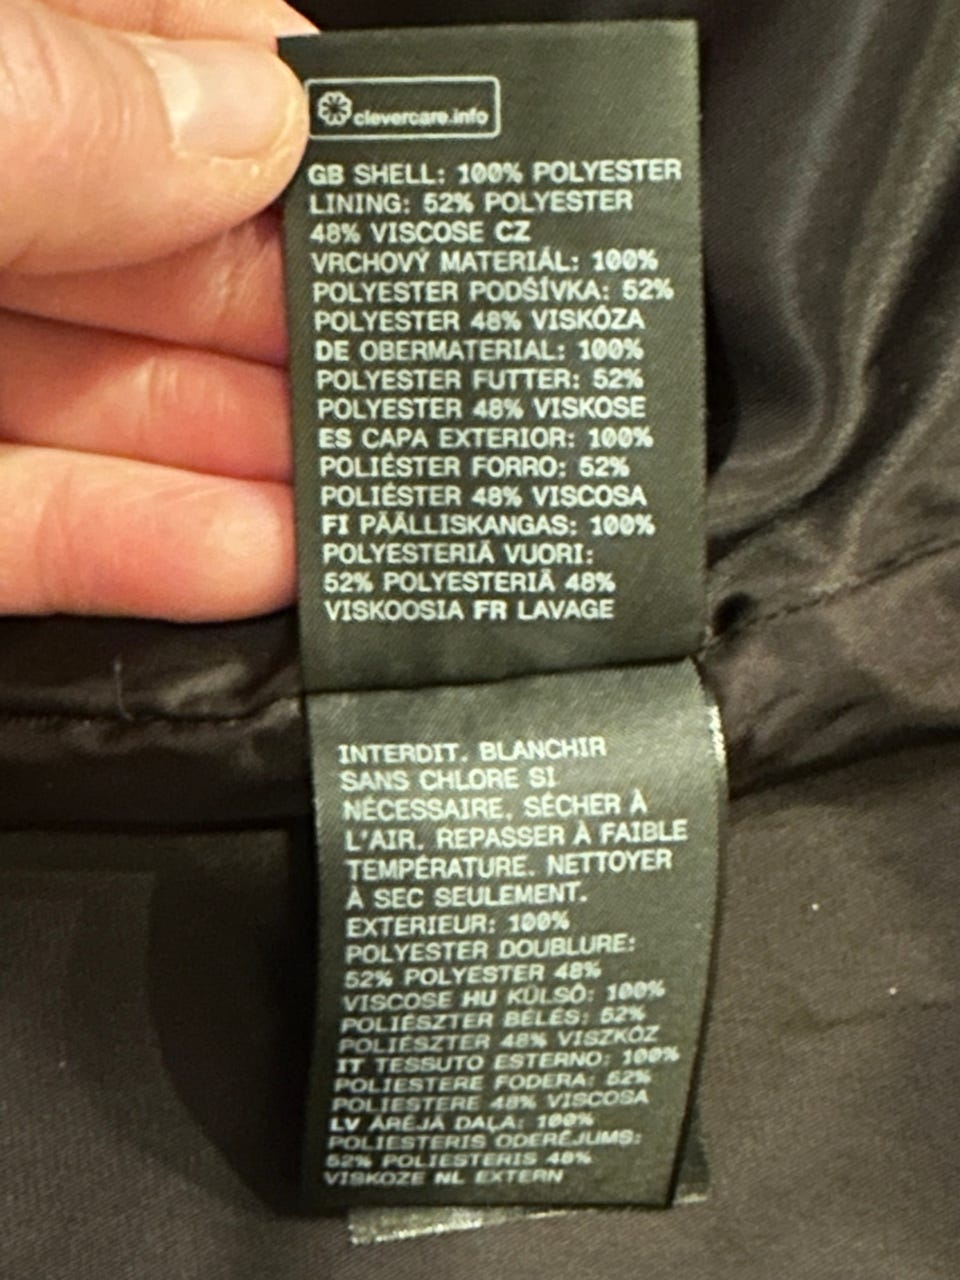 clevercare.info
GB SHELL: 100% POLYESTER
LINING: 52% POLYESTER
48% VISCOSE CZ
VRCHOVÝ MATERIÁL: 100%
POLYESTER PODŠÍVKA: 52%
POLYESTER 48% VISKÓZA
DE OBERMATERIAL: 100%
POLYESTER FUTTER: 52%
POLYESTER 48% VISKOSE
ES CAPA EXTERIOR: 100%
POLIÉSTER FORRO: 52%
POLIÉSTER 48% VISCOSA
FI PÄÄLLISKANGAS: 100%
POLYESTERIÄ VUORI:
52% POLYESTERIÄ 48%
VISKOOSIA FR LAVAGE
INTERDIT. BLANCHIR
SANS CHLORE SI
NÉCESSAIRE. SÉCHER À
L'AIR. REPASSER À FAIBLE
TEMPÉRATURE. NETTOYER
À SEC SEULEMENT.
EXTERIEUR: 100%
POLYESTER DOUBLURE:
52% POLYESTER 48%
VISCOSE HU KÜLSŐ: 100%
POLIÉSZTER BÉLÉS: 52%
POLIÉSZTER 48% VISZKÓZ
IT TESSUTO ESTERNO: 100%
POLIESTERE FODERA: 52%
POLIESTERE 48% VISCOSA
LV ĀRĒJĀ DAĻA: 100%
POLIESTERIS ODERĒJUMS:
52% POLIESTERIS 48%
VISKOZE NL EXTERN